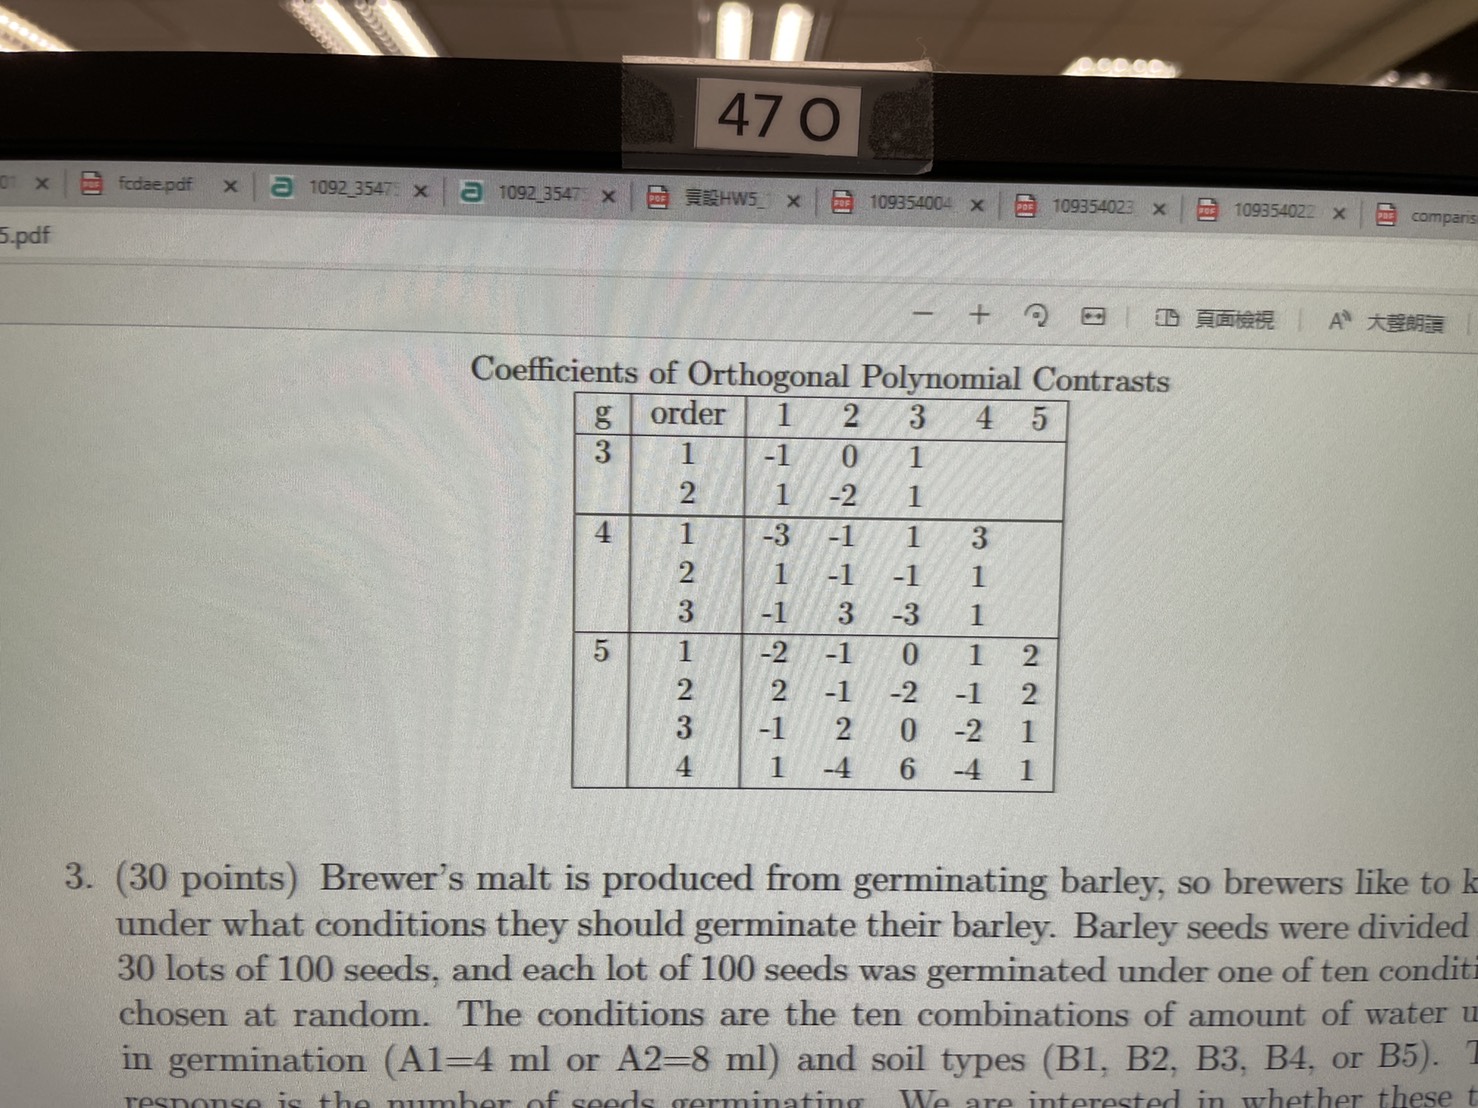 47 O
fcdae.pdf 1092_3547 1092_3547 實設HW5_ 109354004 109354023 109354022 comparis
5.pdf
頁面檢視 大聲朗讀
Coefficients of Orthogonal Polynomial Contrasts
g order 1 2 3 4 5
3 1 -1 0 1
2 1 -2 1
4 1 -3 -1 1 3
2 1 -1 -1 1
3 -1 3 -3 1
5 1 -2 -1 0 1 2
2 2 -1 -2 -1 2
3 -1 2 0 -2 1
4 1 -4 6 -4 1
3. (30 points) Brewer's malt is produced from germinating barley, so brewers like to k
under what conditions they should germinate their barley. Barley seeds were divided
30 lots of 100 seeds, and each lot of 100 seeds was germinated under one of ten conditi
chosen at random. The conditions are the ten combinations of amount of water u
in germination (A1=4 ml or A2=8 ml) and soil types (B1, B2, B3, B4, or B5). T
response is the number of seeds germinating. We are interested in whether these t